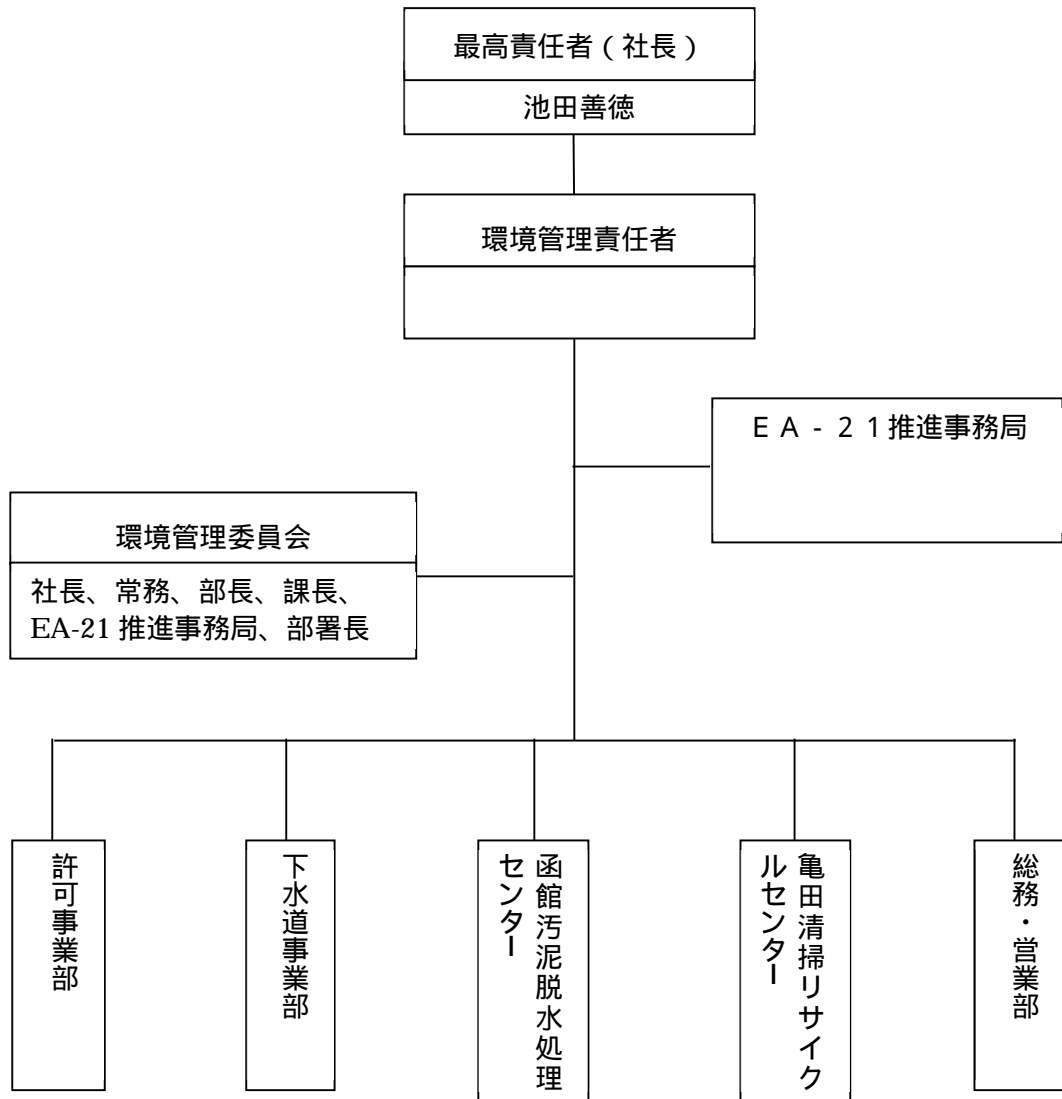 最高責任者（社長）
池田善徳
環境管理責任者
ＥＡ‐２１推進事務局
環境管理委員会
社長、常務、部長、課長、
EA-21 推進事務局、部署長
許可事業部
下水道事業部
函館汚泥脱水処理
センター
亀田清掃リサイク
ルセンター
総務・営業部